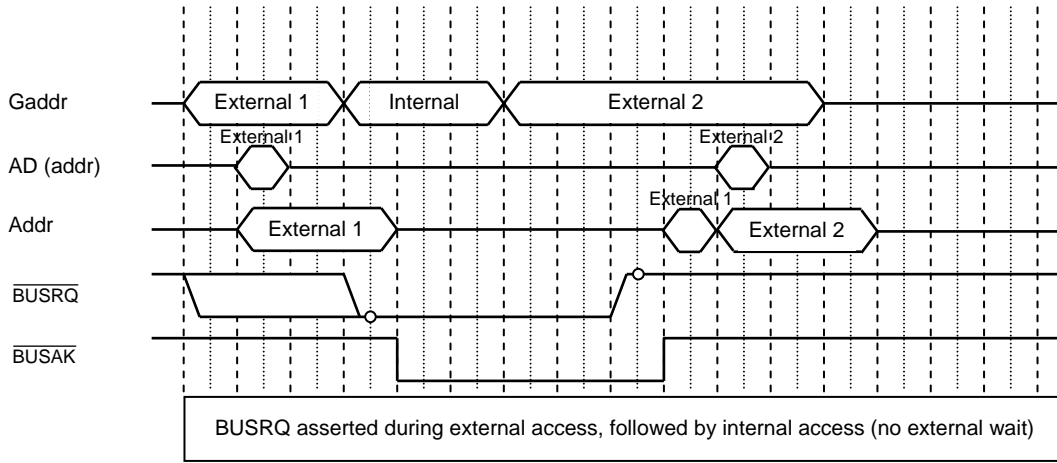 Gaddr External 1 Internal External 2
External 1 External 2
AD (addr)
External 1
Addr External 1 External 2
BUSRQ
BUSAK
BUSRQ asserted during external access, followed by internal access (no external wait)